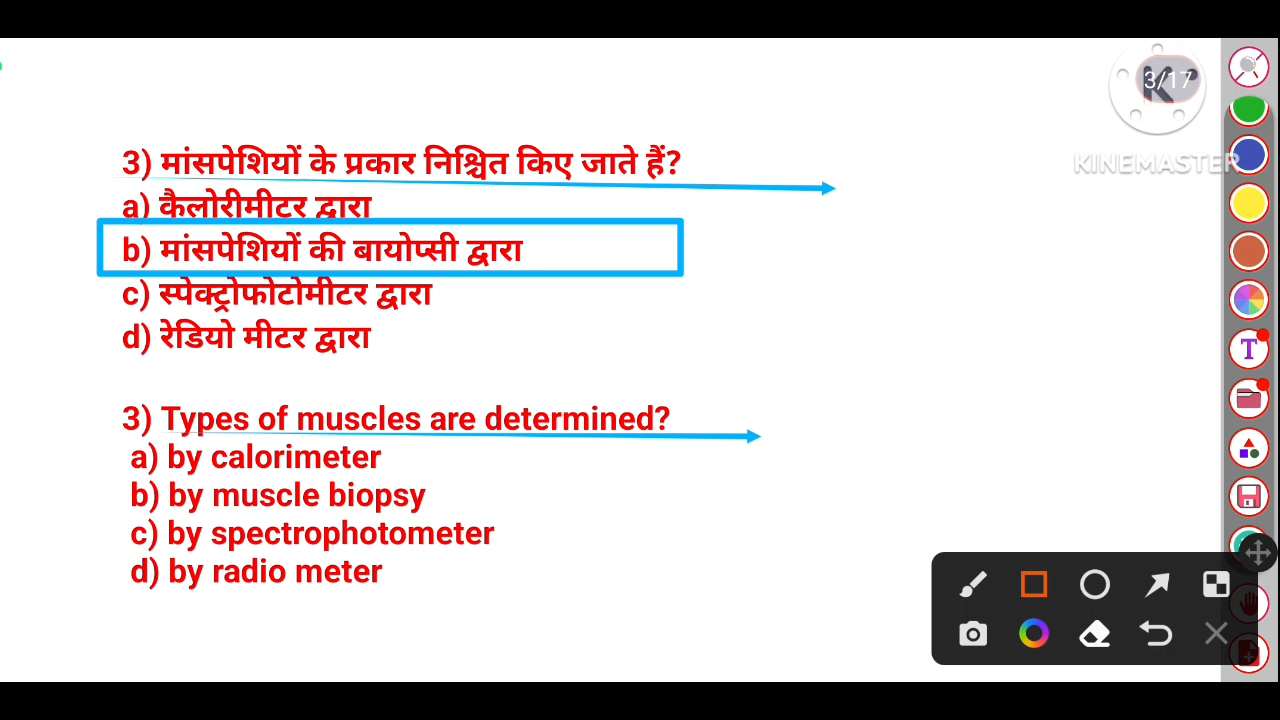 3/17
KINEMASTER
3) मांसपेशियों के प्रकार निश्चित किए जाते हैं?
a) कैलोरीमीटर द्वारा
b) मांसपेशियों की बायोप्सी द्वारा
c) स्पेक्ट्रोफोटोमीटर द्वारा
d) रेडियो मीटर द्वारा
3) Types of muscles are determined?
a) by calorimeter
b) by muscle biopsy
c) by spectrophotometer
d) by radio meter
K
T